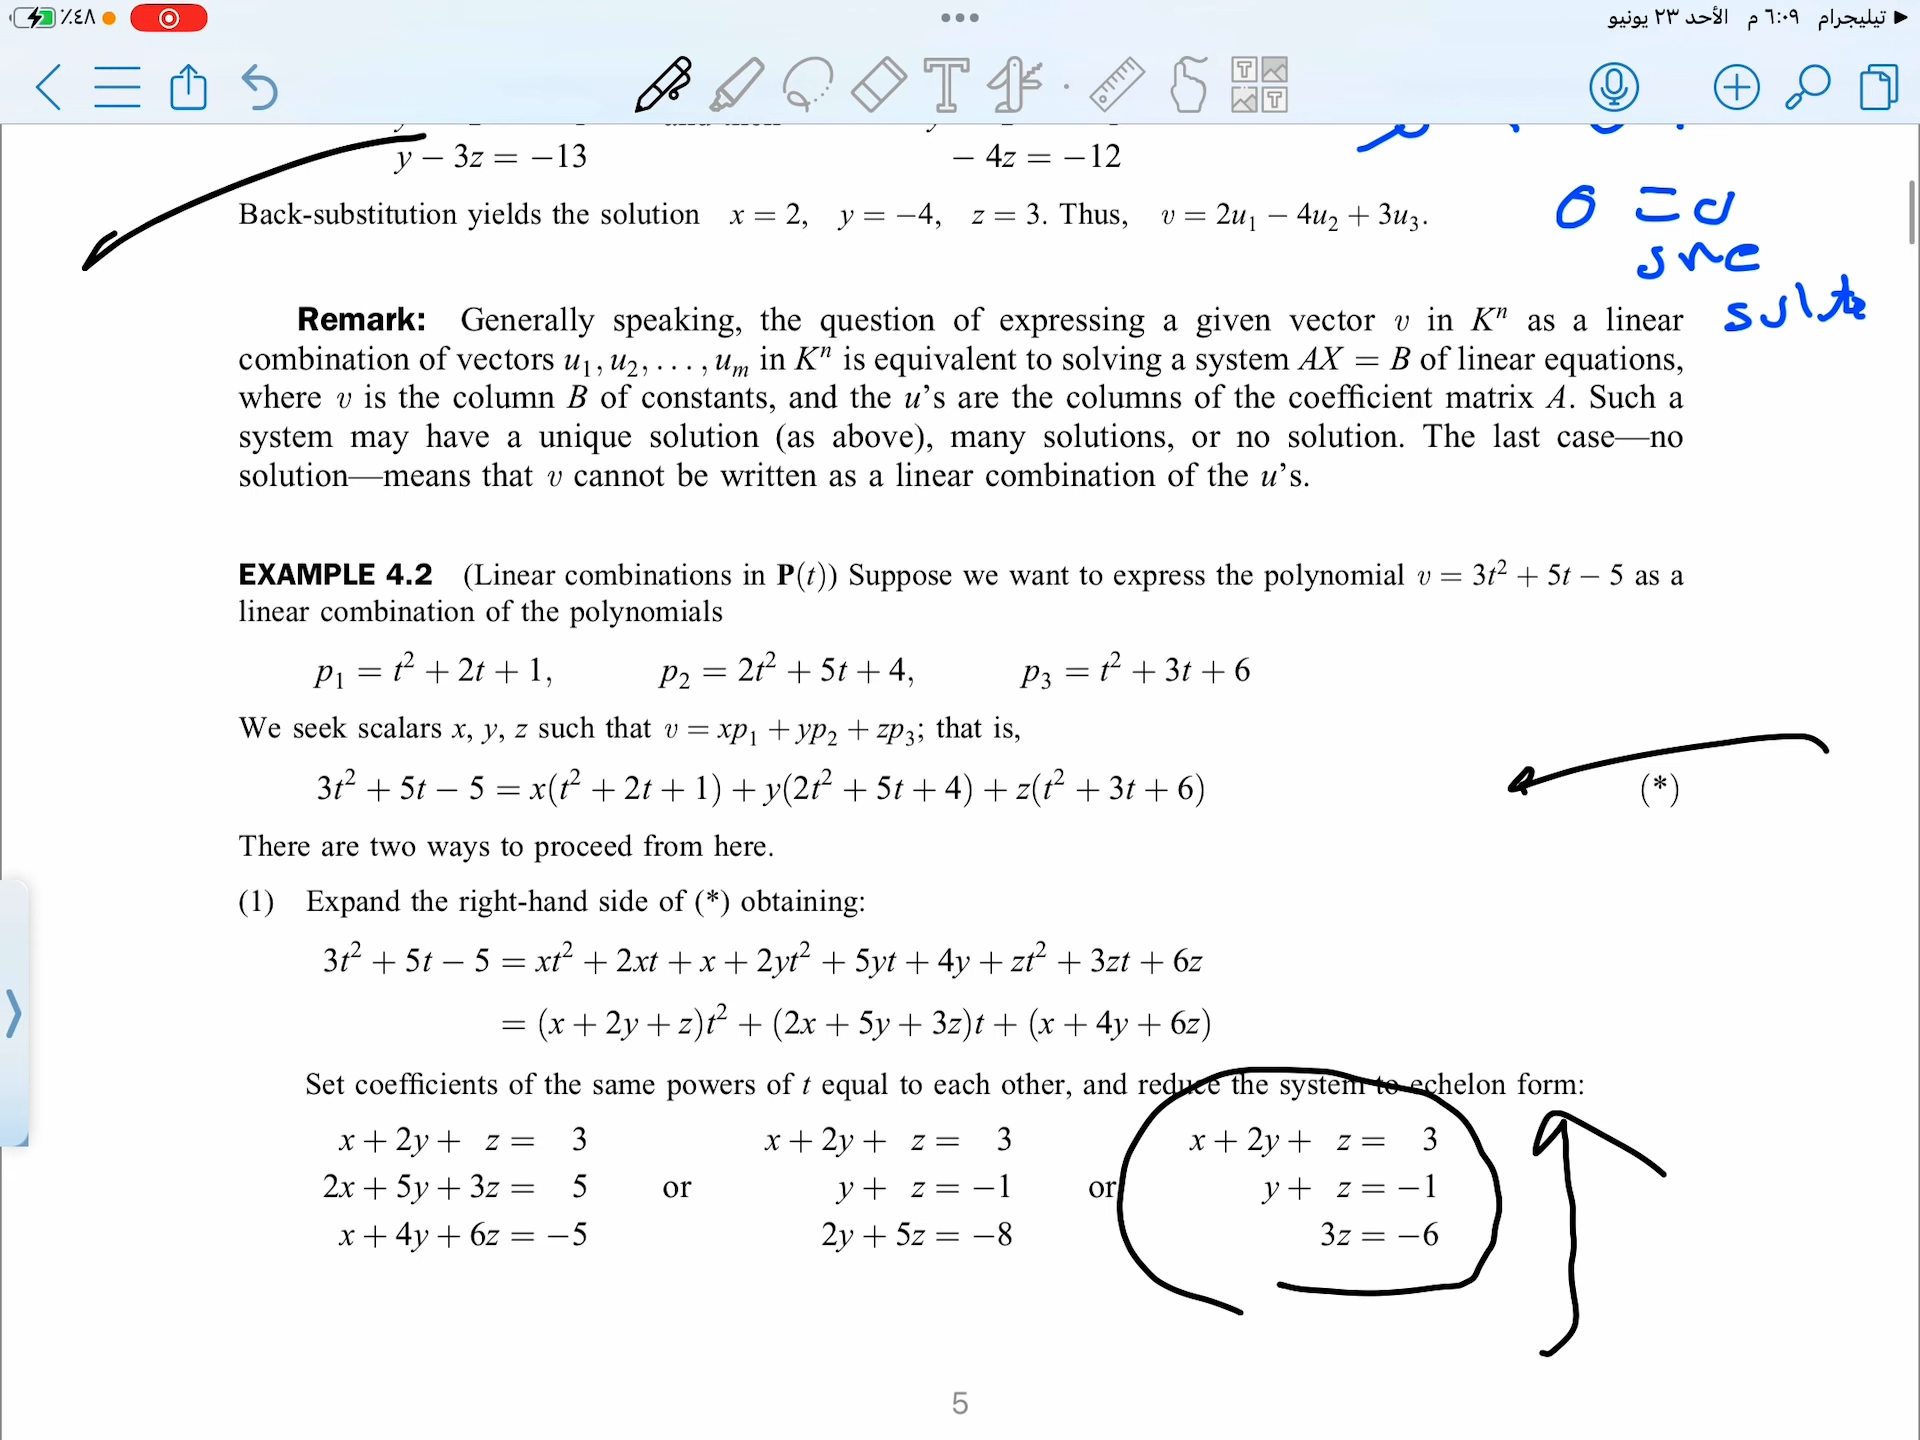 ٪٤٨
تيليجرام ٦:٠٩ م الأحد ٢٣ يونيو
y − 3z = −13
− 4z = −12
Back-substitution yields the solution x = 2, y = −4, z = 3. Thus, v = 2u₁ − 4u₂ + 3u₃.
Remark: Generally speaking, the question of expressing a given vector v in Kⁿ as a linear
combination of vectors u₁, u₂, . . . , uₘ in Kⁿ is equivalent to solving a system AX = B of linear equations,
where v is the column B of constants, and the u’s are the columns of the coefficient matrix A. Such a
system may have a unique solution (as above), many solutions, or no solution. The last case—no
solution—means that v cannot be written as a linear combination of the u’s.
EXAMPLE 4.2 (Linear combinations in P(t)) Suppose we want to express the polynomial v = 3t² + 5t − 5 as a
linear combination of the polynomials
p₁ = t² + 2t + 1, p₂ = 2t² + 5t + 4, p₃ = t² + 3t + 6
We seek scalars x, y, z such that v = xp₁ + yp₂ + zp₃; that is,
3t² + 5t − 5 = x(t² + 2t + 1) + y(2t² + 5t + 4) + z(t² + 3t + 6) (*)
There are two ways to proceed from here.
(1) Expand the right-hand side of (*) obtaining:
3t² + 5t − 5 = xt² + 2xt + x + 2yt² + 5yt + 4y + zt² + 3zt + 6z
= (x + 2y + z)t² + (2x + 5y + 3z)t + (x + 4y + 6z)
Set coefficients of the same powers of t equal to each other, and reduce the system to echelon form:
x + 2y + z = 3 x + 2y + z = 3 x + 2y + z = 3
2x + 5y + 3z = 5 or y + z = −1 or y + z = −1
x + 4y + 6z = −5 2y + 5z = −8 3z = −6
5